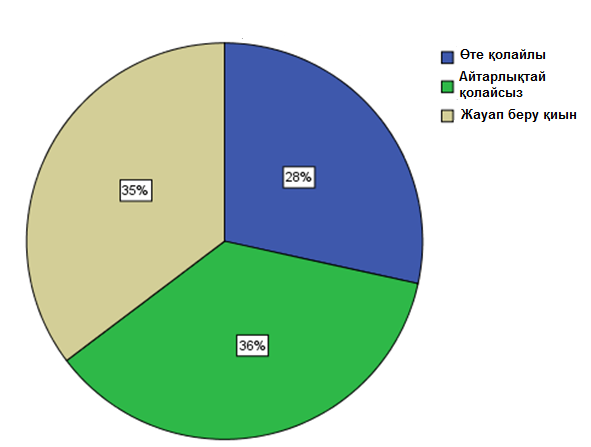 Өте қолайлы
Айтарлықтай
қолайсыз
Жауап беру қиын
28%
35%
36%